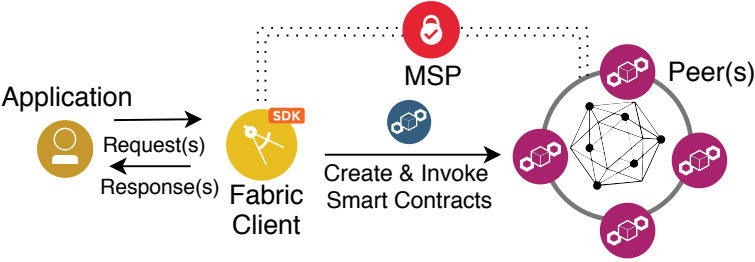 MSP
Peer(s)
Application
SDK
Request(s)
Response(s)
Fabric
Client
Create & Invoke
Smart Contracts